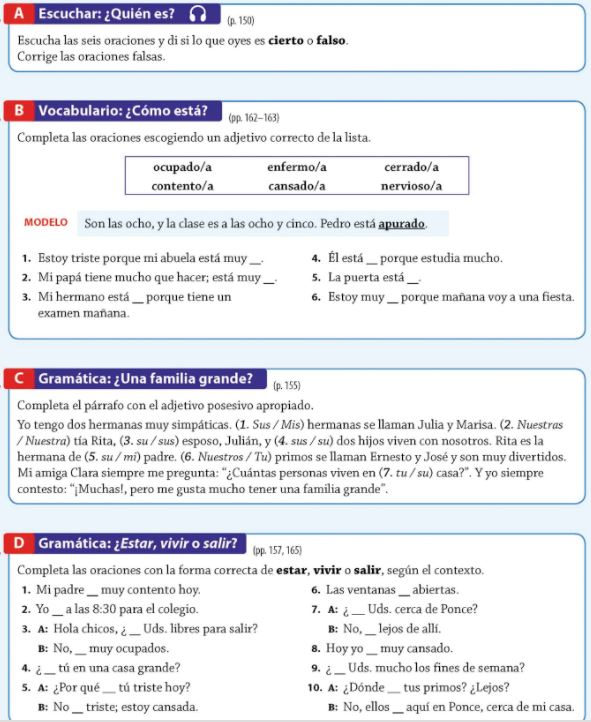 A Escuchar: ¿Quién es? (p. 150)
Escucha las seis oraciones y di si lo que oyes es cierto o falso.
Corrige las oraciones falsas.
B Vocabulario: ¿Cómo está? (pp. 162–163)
Completa las oraciones escogiendo un adjetivo correcto de la lista.
ocupado/a enfermo/a cerrado/a
contento/a cansado/a nervioso/a
MODELO Son las ocho, y la clase es a las ocho y cinco. Pedro está apurado.
1. Estoy triste porque mi abuela está muy __.
2. Mi papá tiene mucho que hacer; está muy __.
3. Mi hermano está __ porque tiene un
examen mañana.
4. Él está __ porque estudia mucho.
5. La puerta está __.
6. Estoy muy __ porque mañana voy a una fiesta.
C Gramática: ¿Una familia grande? (p. 155)
Completa el párrafo con el adjetivo posesivo apropiado.
Yo tengo dos hermanas muy simpáticas. (1. Sus / Mis) hermanas se llaman Julia y Marisa. (2. Nuestras
/ Nuestra) tía Rita, (3. su / sus) esposo, Julián, y (4. sus / su) dos hijos viven con nosotros. Rita es la
hermana de (5. su / mi) padre. (6. Nuestros / Tu) primos se llaman Ernesto y José y son muy divertidos.
Mi amiga Clara siempre me pregunta: "¿Cuántas personas viven en (7. tu / su) casa?". Y yo siempre
contesto: "¡Muchas!, pero me gusta mucho tener una familia grande".
D Gramática: ¿Estar, vivir o salir? (pp. 157, 165)
Completa las oraciones con la forma correcta de estar, vivir o salir, según el contexto.
1. Mi padre __ muy contento hoy.
2. Yo __ a las 8:30 para el colegio.
3. A: Hola chicos, ¿ __ Uds. libres para salir?
B: No, __ muy ocupados.
4. ¿ __ tú en una casa grande?
5. A: ¿Por qué __ tú triste hoy?
B: No __ triste; estoy cansada.
6. Las ventanas __ abiertas.
7. A: ¿ __ Uds. cerca de Ponce?
B: No, __ lejos de allí.
8. Hoy yo __ muy cansado.
9. ¿ __ Uds. mucho los fines de semana?
10. A: ¿Dónde __ tus primos? ¿Lejos?
B: No, ellos __ aquí en Ponce, cerca de mi casa.